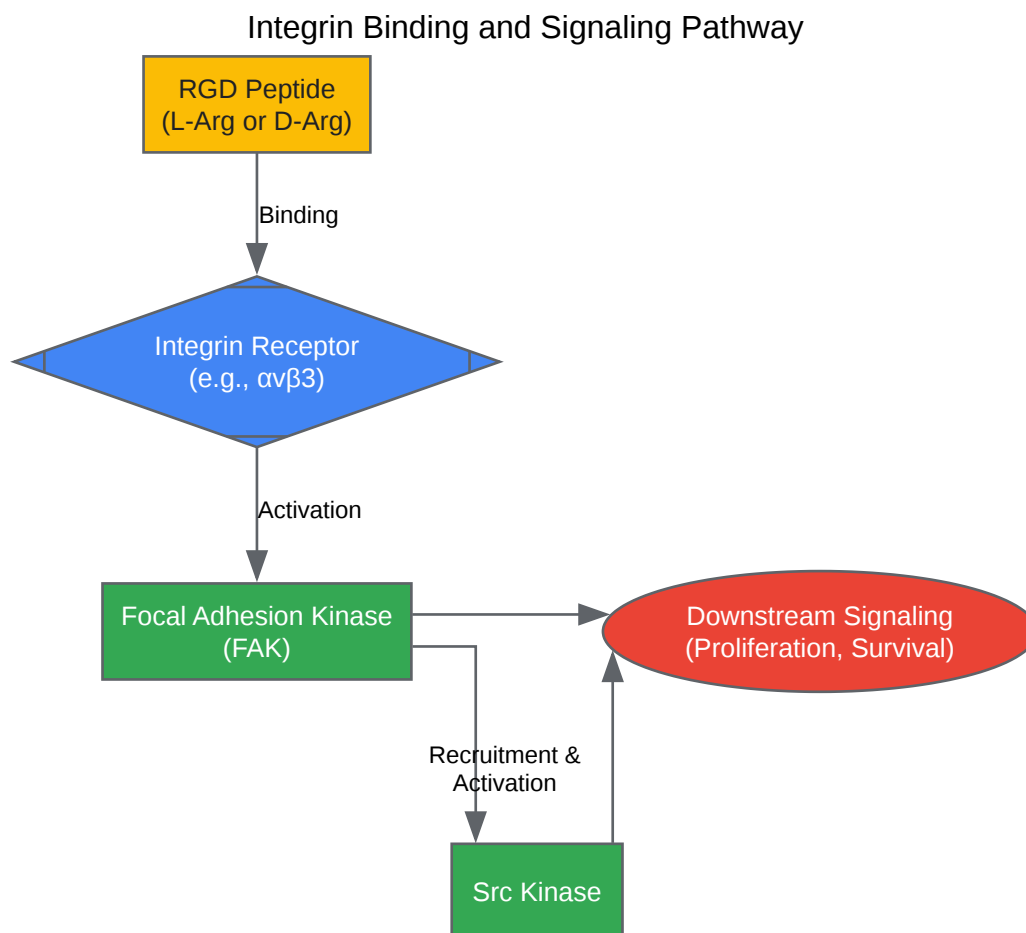 Integrin Binding and Signaling Pathway
RGD Peptide
(L-Arg or D-Arg)
Binding
Integrin Receptor
(e.g., αvβ3)
Activation
Focal Adhesion Kinase
(FAK)
Downstream Signaling
(Proliferation, Survival)
Recruitment &
Activation
Src Kinase